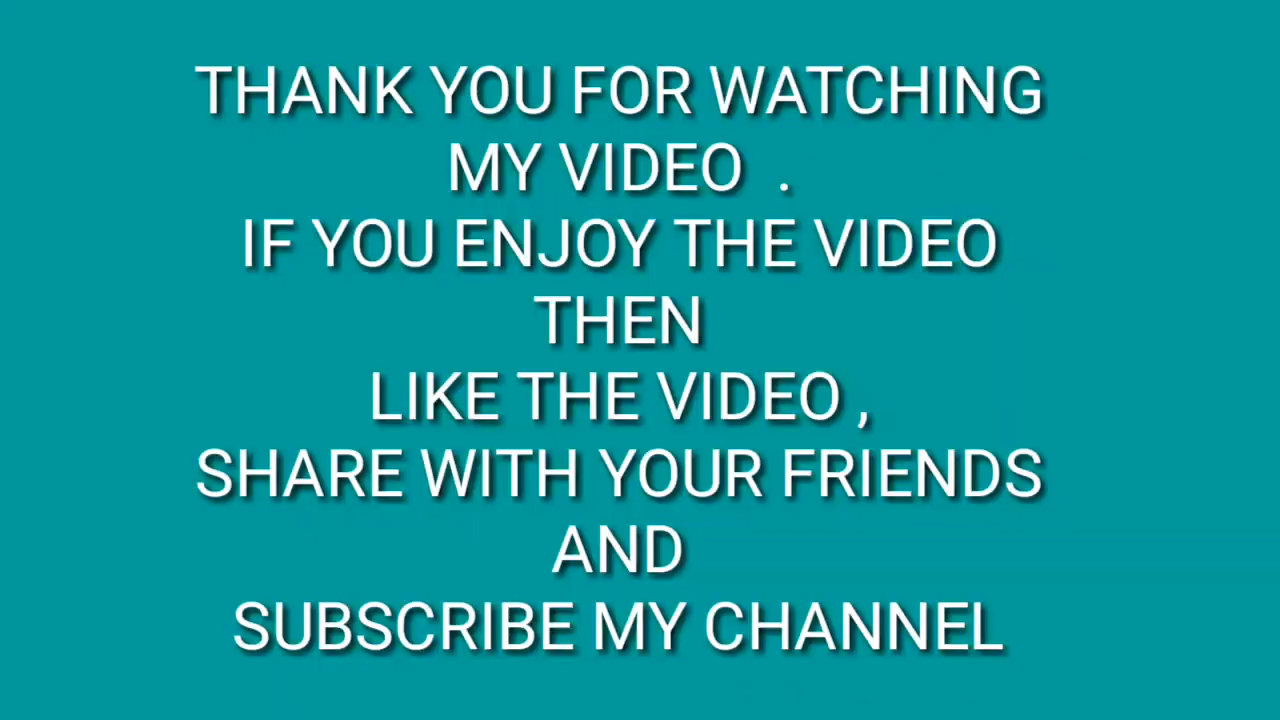 THANK YOU FOR WATCHING
MY VIDEO .
IF YOU ENJOY THE VIDEO
THEN
LIKE THE VIDEO ,
SHARE WITH YOUR FRIENDS
AND
SUBSCRIBE MY CHANNEL